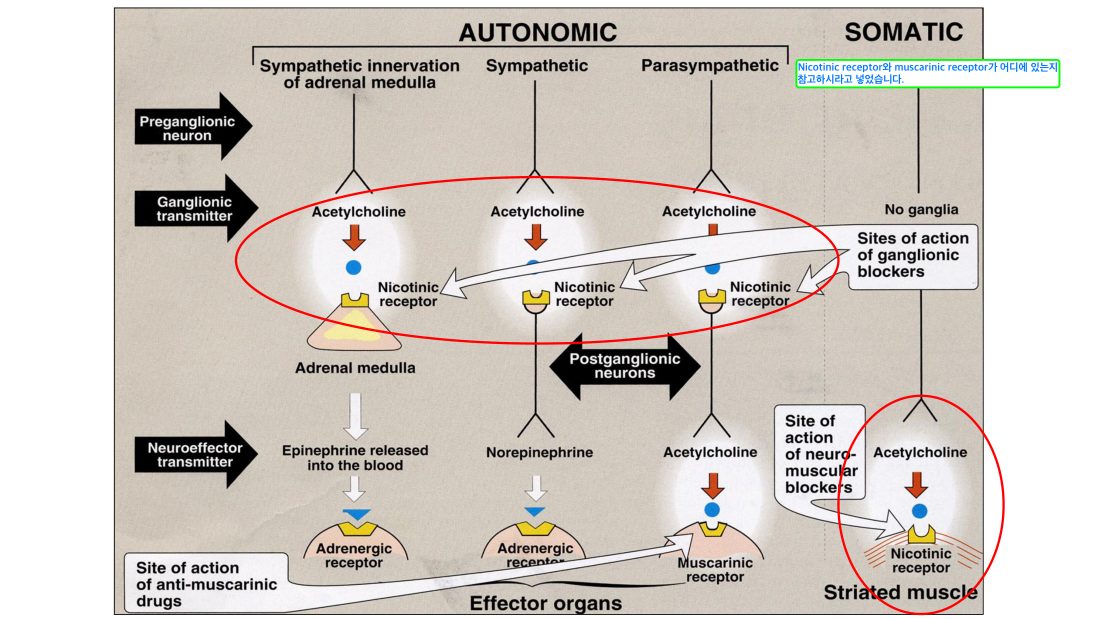 AUTONOMIC
SOMATIC
Sympathetic innervation
of adrenal medulla
Sympathetic
Parasympathetic
Nicotinic receptor와 muscarinic receptor가 어디에 있는지
참고하시라고 넣었습니다.
Preganglionic
neuron
Ganglionic
transmitter
Acetylcholine
Acetylcholine
Acetylcholine
No ganglia
Sites of action
of ganglionic
blockers
Nicotinic
receptor
Nicotinic
receptor
Nicotinic
receptor
Adrenal medulla
Postganglionic
neurons
Site of
action
of neuro-
muscular
blockers
Neuroeffector
transmitter
Epinephrine released
into the blood
Norepinephrine
Acetylcholine
Acetylcholine
Adrenergic
receptor
Adrenergic
receptor
Muscarinic
receptor
Nicotinic
receptor
Site of action
of anti-muscarinic
drugs
Effector organs
Striated muscle